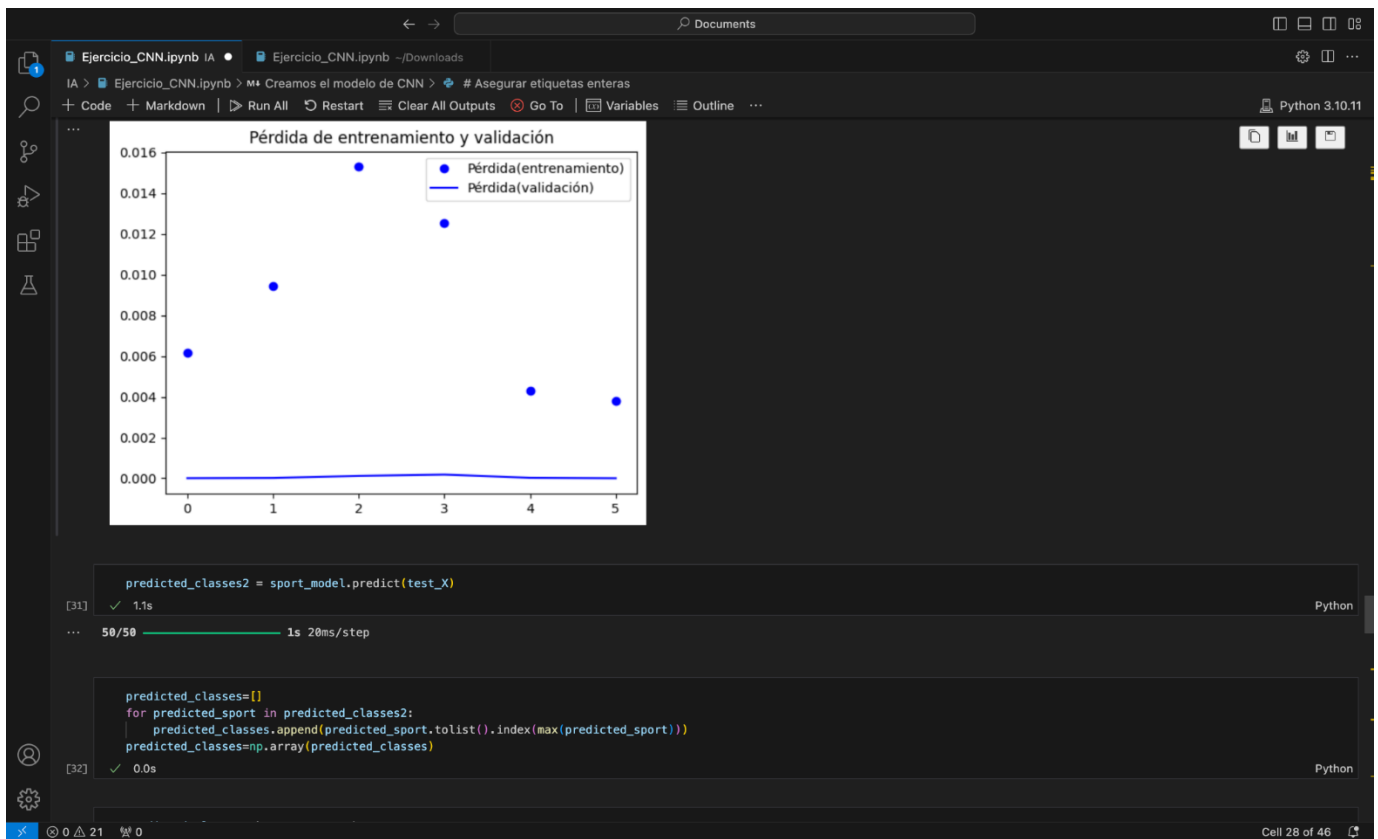 Documents
Ejercicio_CNN.ipynb IA
Ejercicio_CNN.ipynb ~/Downloads
IA > Ejercicio_CNN.ipynb > M↓ Creamos el modelo de CNN > # Asegurar etiquetas enteras
+ Code + Markdown | Run All Restart Clear All Outputs Go To | Variables Outline ...
Python 3.10.11
1
...
Pérdida de entrenamiento y validación
Pérdida(entrenamiento)
Pérdida(validación)
0.016
0.014
0.012
0.010
0.008
0.006
0.004
0.002
0.000
0 1 2 3 4 5
predicted_classes2 = sport_model.predict(test_X)
[31] ✓ 1.1s Python
... 50/50 ━━━━━━━━━━ 1s 20ms/step
predicted_classes=[]
for predicted_sport in predicted_classes2:
predicted_classes.append(predicted_sport.tolist().index(max(predicted_sport)))
predicted_classes=np.array(predicted_classes)
[32] ✓ 0.0s Python
0 21 0
Cell 28 of 46